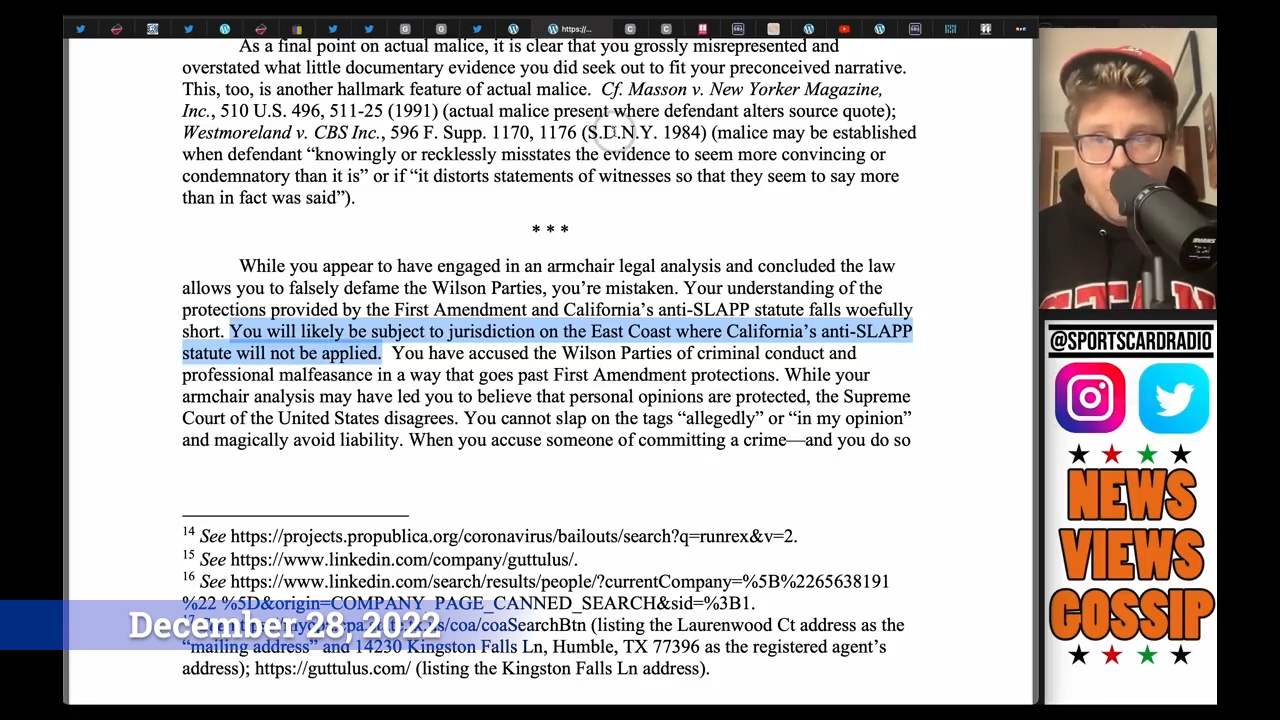 https://...
As a final point on actual malice, it is clear that you grossly misrepresented and
overstated what little documentary evidence you did seek out to fit your preconceived narrative.
This, too, is another hallmark feature of actual malice. Cf. Masson v. New Yorker Magazine,
Inc., 510 U.S. 496, 511-25 (1991) (actual malice present where defendant alters source quote);
Westmoreland v. CBS Inc., 596 F. Supp. 1170, 1176 (S.D.N.Y. 1984) (malice may be established
when defendant “knowingly or recklessly misstates the evidence to seem more convincing or
condemnatory than it is” or if “it distorts statements of witnesses so that they seem to say more
than in fact was said”).
* * *
While you appear to have engaged in an armchair legal analysis and concluded the law
allows you to falsely defame the Wilson Parties, you’re mistaken. Your understanding of the
protections provided by the First Amendment and California’s anti-SLAPP statute falls woefully
short. You will likely be subject to jurisdiction on the East Coast where California’s anti-SLAPP
statute will not be applied. You have accused the Wilson Parties of criminal conduct and
professional malfeasance in a way that goes past First Amendment protections. While your
armchair analysis may have led you to believe that personal opinions are protected, the Supreme
Court of the United States disagrees. You cannot slap on the tags “allegedly” or “in my opinion”
and magically avoid liability. When you accuse someone of committing a crime—and you do so
14 See https://projects.propublica.org/coronavirus/bailouts/search?q=runrex&v=2.
15 See https://www.linkedin.com/company/guttulus/.
16 See https://www.linkedin.com/search/results/people/?currentCompany=%5B%2265638191
%22 %5D&origin=COMPANY_PAGE_CANNED_SEARCH&sid=%3B1.
(listing the Laurenwood Ct address as the
“mailing address” and 14230 Kingston Falls Ln, Humble, TX 77396 as the registered agent’s
address); https://guttulus.com/ (listing the Kingston Falls Ln address).
December 28, 2022
@SPORTSCARDRADIO
NEWS
VIEWS
GOSSIP